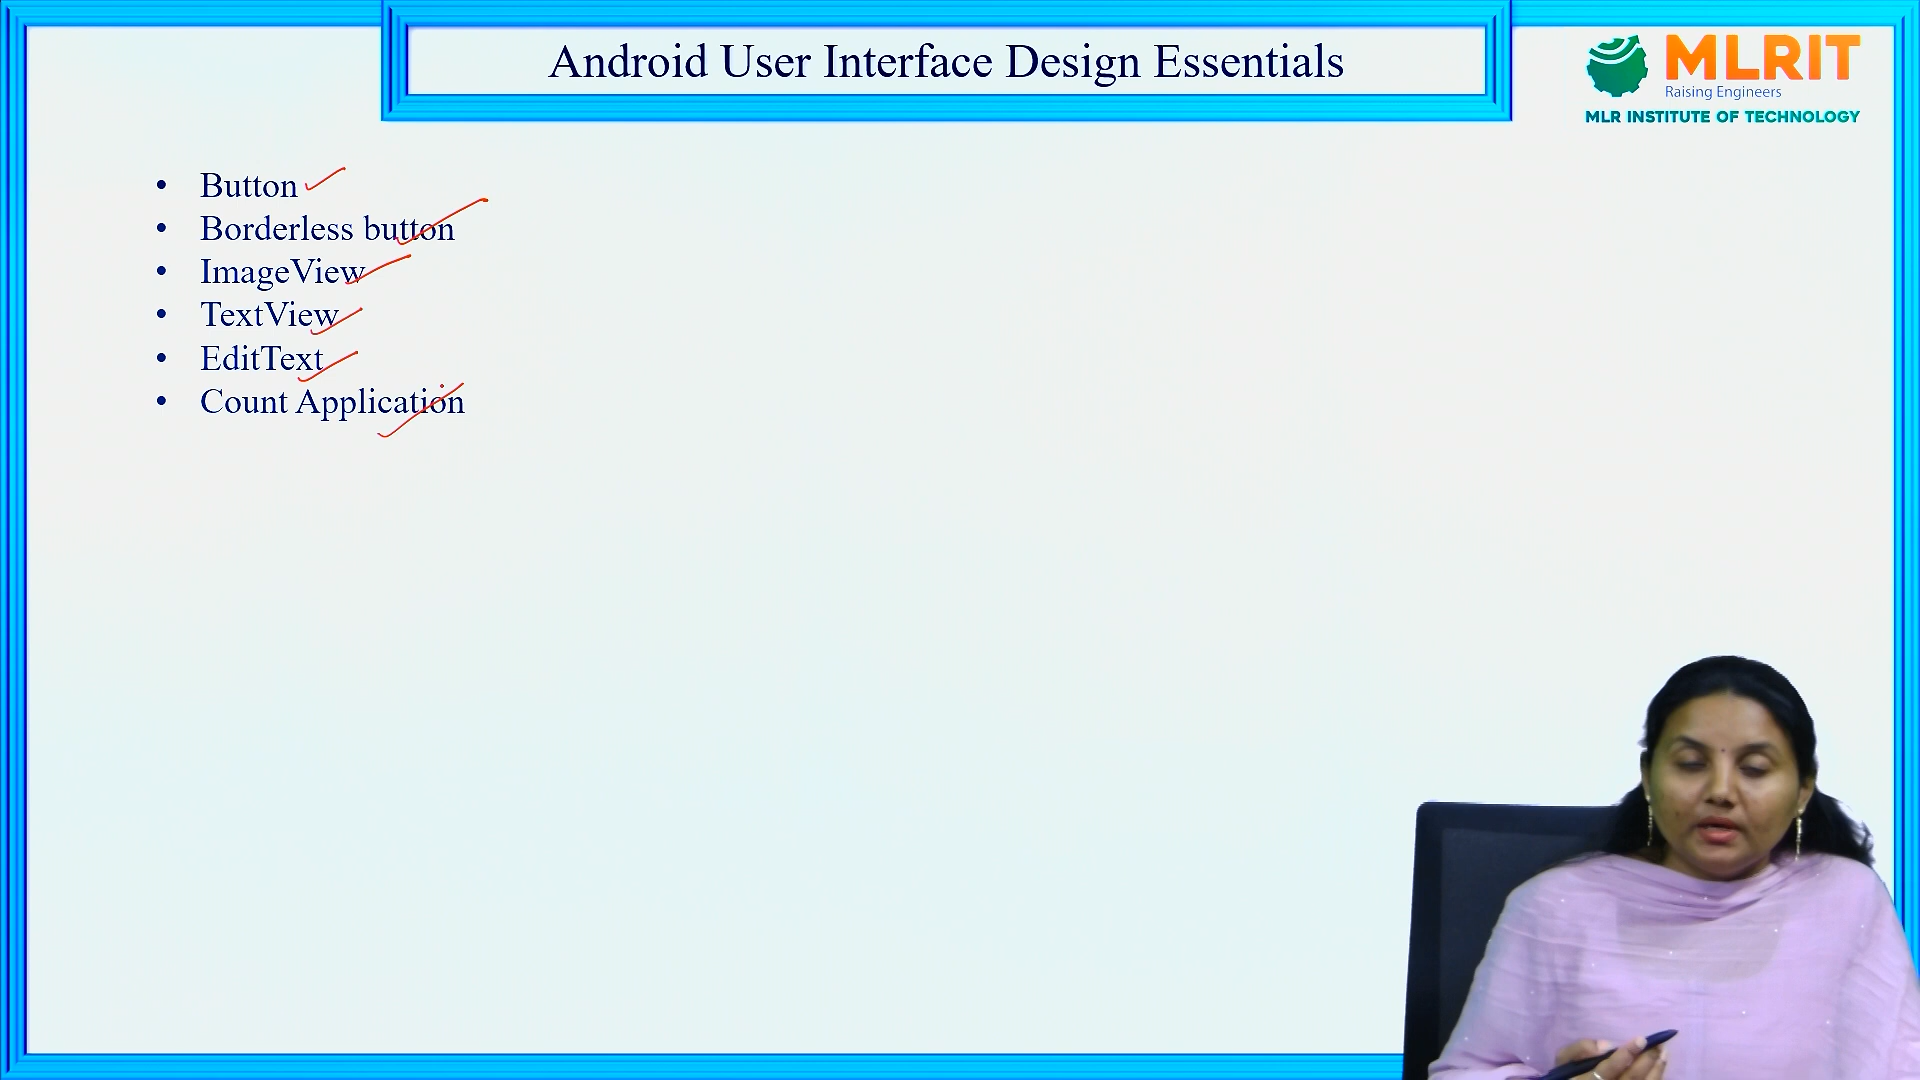 Android User Interface Design Essentials
MLRIT
Raising Engineers
MLR INSTITUTE OF TECHNOLOGY
• Button
• Borderless button
• ImageView
• TextView
• EditText
• Count Application